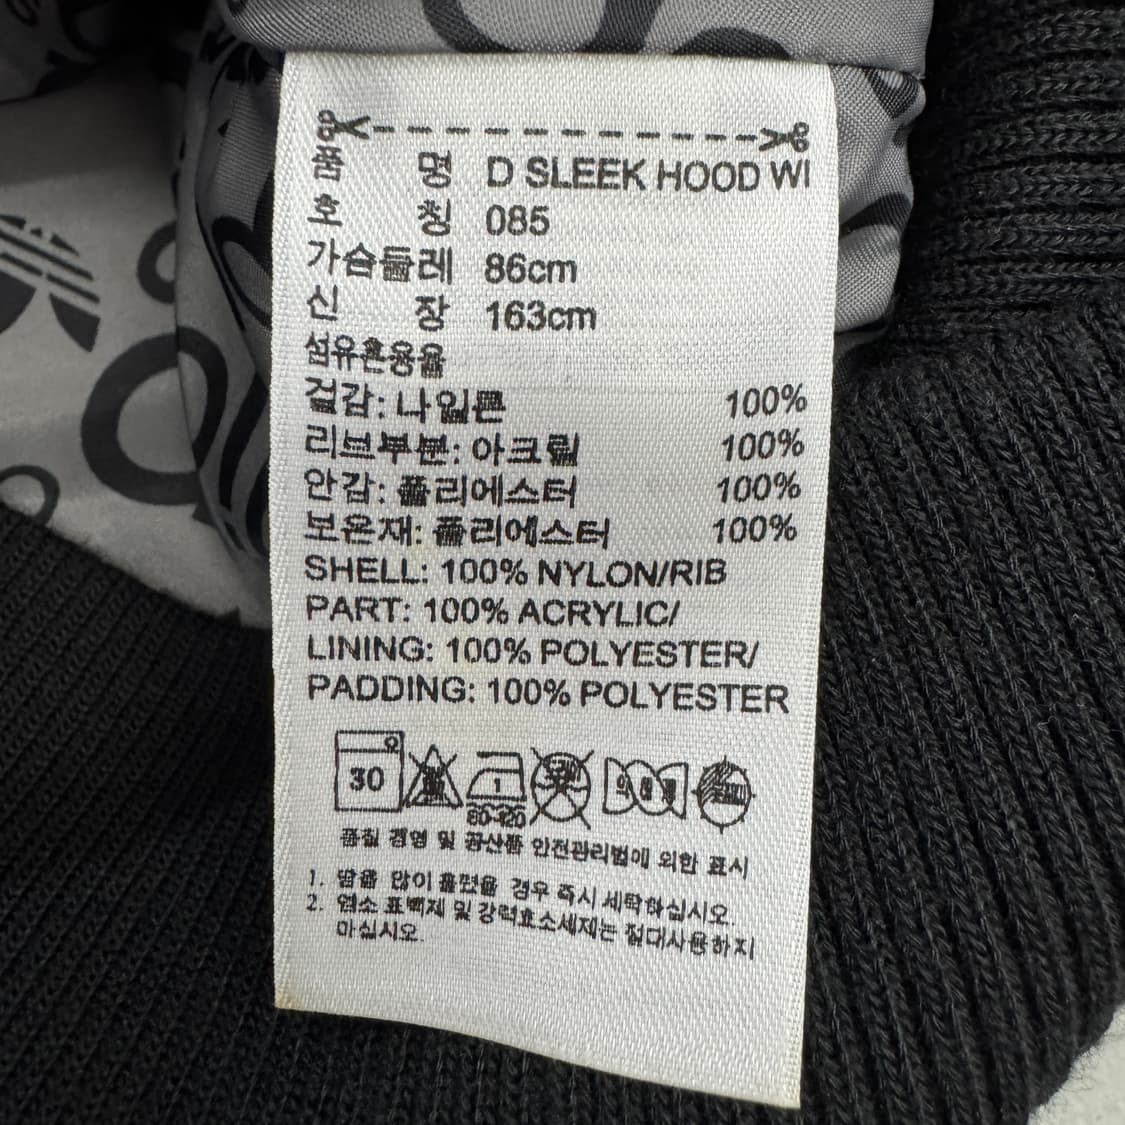 품 명 D SLEEK HOOD WI
호 칭 085
가슴둘레 86cm
신 장 163cm
섬유혼용율
겉감: 나일론 100%
리브부분: 아크릴 100%
안감: 폴리에스터 100%
보온재: 폴리에스터 100%
SHELL: 100% NYLON/RIB
PART: 100% ACRYLIC/
LINING: 100% POLYESTER/
PADDING: 100% POLYESTER
30
1
80-120
품질 경영 및 공산품 안전관리법에 의한 표시
1. 땀을 많이 흘렸을 경우 즉시 세탁하십시오.
2. 염소 표백제 및 강력효소세제는 절대사용하지
마십시오.